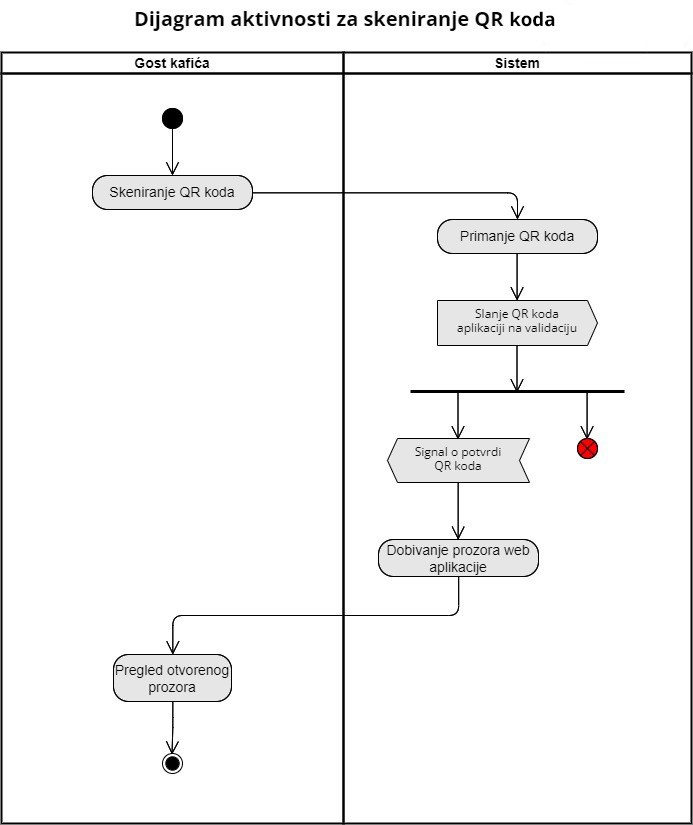 Dijagram aktivnosti za skeniranje QR koda
Gost kafića
Sistem
Skeniranje QR koda
Primanje QR koda
Slanje QR koda
aplikaciji na validaciju
Signal o potvrdi
QR koda
Dobivanje prozora web
aplikacije
Pregled otvorenog
prozora